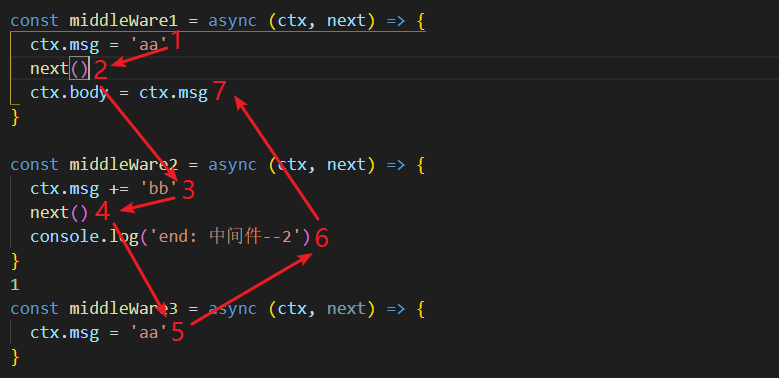 const middleWare1 = async (ctx, next) => {
  ctx.msg = 'aa' 1
  next() 2
  ctx.body = ctx.msg 7
}
const middleWare2 = async (ctx, next) => {
  ctx.msg += 'bb' 3
  next() 4
  console.log('end: 中间件--2') 6
}
1
const middleWare3 = async (ctx, next) => {
  ctx.msg = 'aa' 5
}